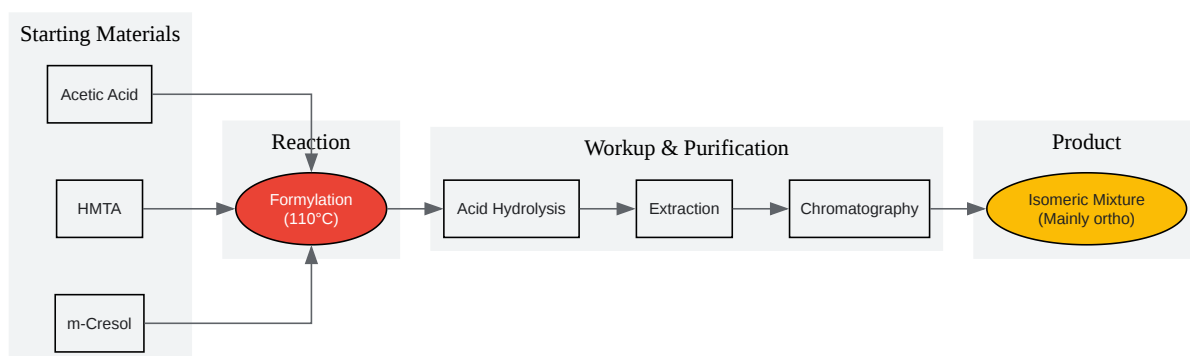 Starting Materials
Acetic Acid
HMTA
m-Cresol
Reaction
Formylation
(110°C)
Workup & Purification
Acid Hydrolysis
Extraction
Chromatography
Product
Isomeric Mixture
(Mainly ortho)